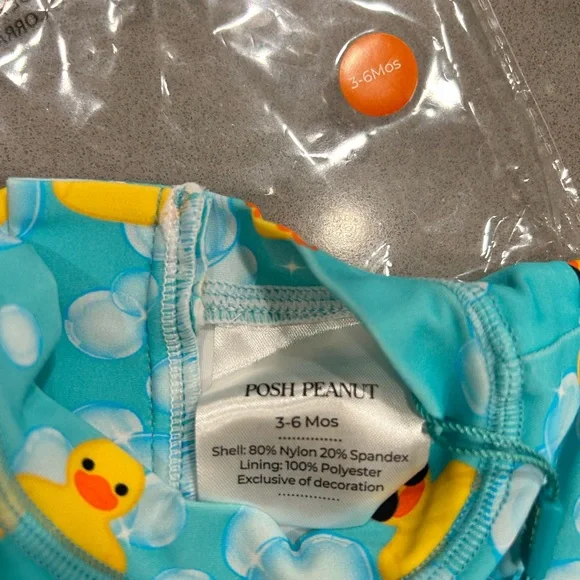 3-6Mos
POSH PEANUT
3-6 Mos
Shell: 80% Nylon 20% Spandex
Lining: 100% Polyester
Exclusive of decoration